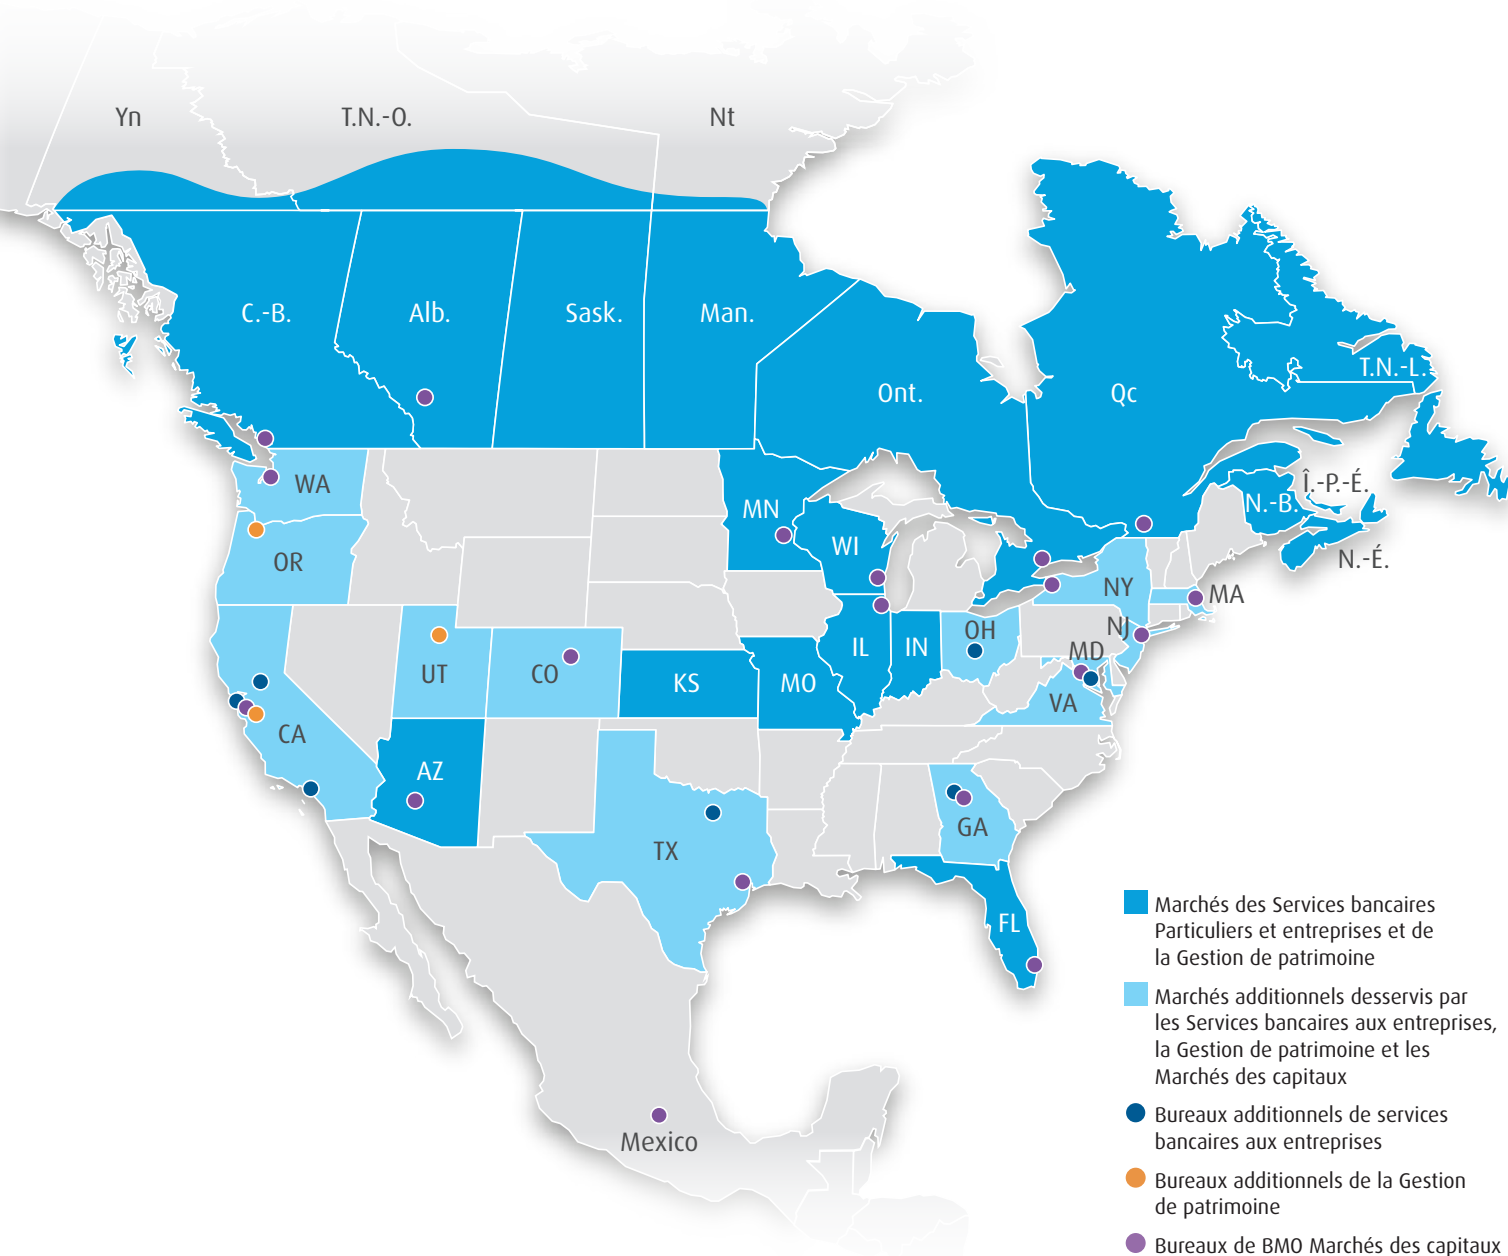 Yn
T.N.-O.
Nt
C.-B.
Alb.
Sask.
Man.
Ont.
Qc
T.N.-L.
Î.-P.-É.
N.-B.
N.-É.
WA
MN
WI
OR
NY
MA
NJ
OH
MD
IL
IN
UT
CO
KS
MO
VA
CA
AZ
TX
GA
FL
Mexico
Marchés des Services bancaires
Particuliers et entreprises et de
la Gestion de patrimoine
Marchés additionnels desservis par
les Services bancaires aux entreprises,
la Gestion de patrimoine et les
Marchés des capitaux
Bureaux additionnels de services
bancaires aux entreprises
Bureaux additionnels de la Gestion
de patrimoine
Bureaux de BMO Marchés des capitaux